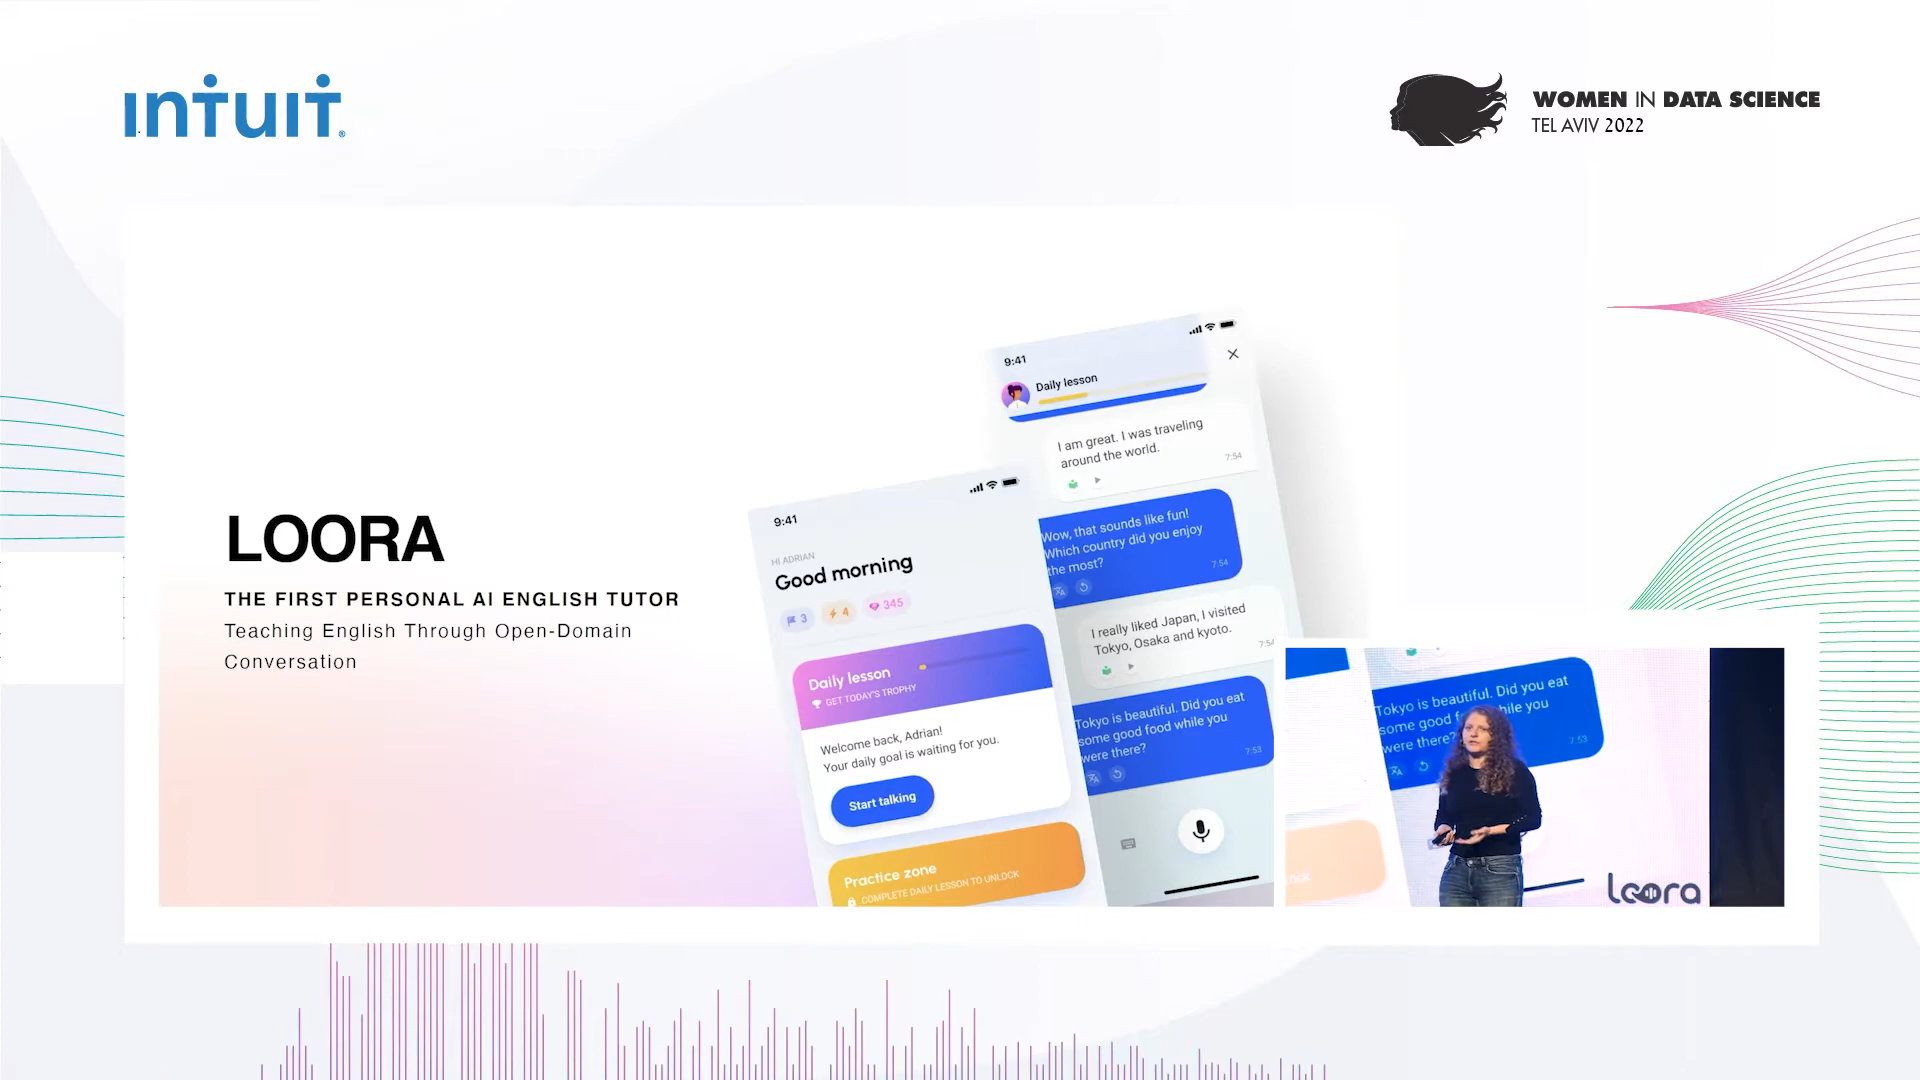 INTUIT
WOMEN IN DATA SCIENCE
TEL AVIV 2022
LOORA
THE FIRST PERSONAL AI ENGLISH TUTOR
Teaching English Through Open-Domain
Conversation
9:41
HI ADRIAN
Good morning
3
4
345
Daily lesson
GET TODAY'S TROPHY
Welcome back, Adrian!
Your daily goal is waiting for you.
Start talking
Practice zone
COMPLETE DAILY LESSON TO UNLOCK
9:41
Daily lesson
I am great. I was traveling
around the world.
7:54
Wow, that sounds like fun!
Which country did you enjoy
the most?
7:54
I really liked Japan, I visited
Tokyo, Osaka and kyoto.
7:54
Tokyo is beautiful. Did you eat
some good food while you
were there?
7:53
Tokyo is beautiful. Did you eat
some good while you
were there?
7:53
loora